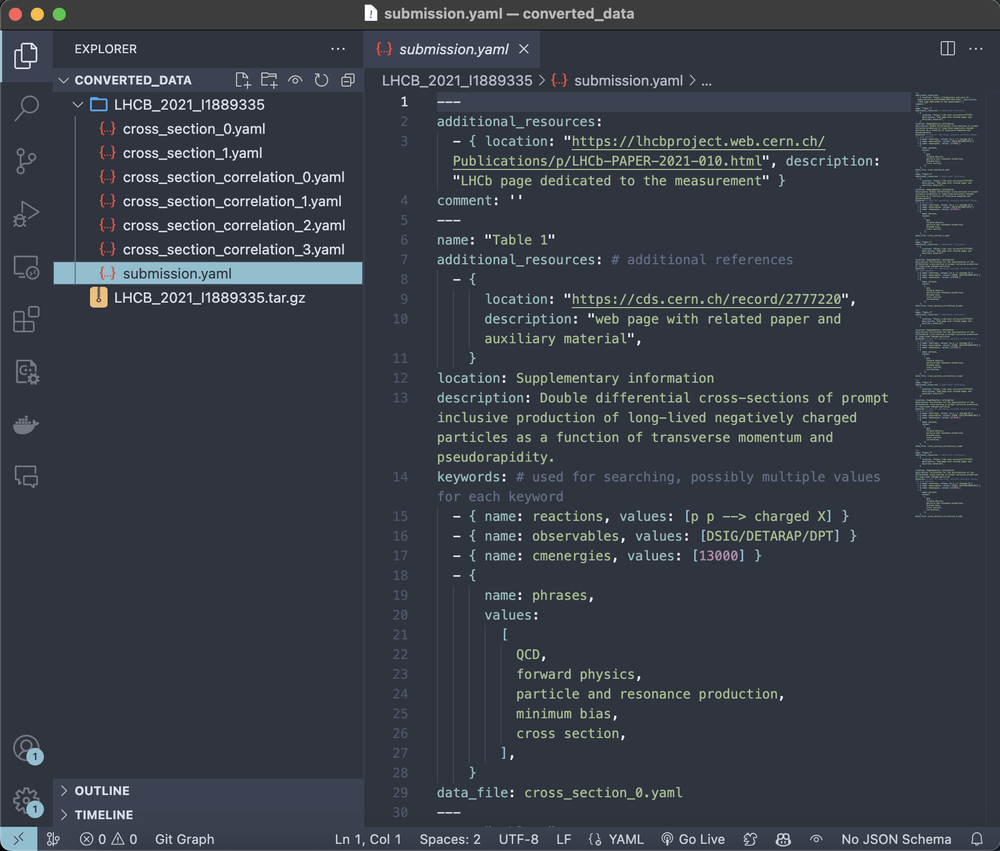 submission.yaml — converted_data
EXPLORER
submission.yaml
CONVERTED_DATA
LHCB_2021_I1889335 > submission.yaml > ...
LHCB_2021_I1889335
cross_section_0.yaml
cross_section_1.yaml
cross_section_correlation_0.yaml
cross_section_correlation_1.yaml
cross_section_correlation_2.yaml
cross_section_correlation_3.yaml
submission.yaml
LHCB_2021_I1889335.tar.gz
1 ---
2 additional_resources:
3 - { location: "https://lhcbproject.web.cern.ch/
Publications/p/LHCb-PAPER-2021-010.html", description:
"LHCb page dedicated to the measurement" }
4 comment: ''
5 ---
6 name: "Table 1"
7 additional_resources: # additional references
8 - {
9 location: "https://cds.cern.ch/record/2777220",
10 description: "web page with related paper and
auxiliary material",
11 }
12 location: Supplementary information
13 description: Double differential cross-sections of prompt
inclusive production of long-lived negatively charged
particles as a function of transverse momentum and
pseudorapidity.
14 keywords: # used for searching, possibly multiple values
for each keyword
15 - { name: reactions, values: [p p --> charged X] }
16 - { name: observables, values: [DSIG/DETARAP/DPT] }
17 - { name: cmenergies, values: [13000] }
18 - {
19 name: phrases,
20 values:
21 [
22 QCD,
23 forward physics,
24 particle and resonance production,
25 minimum bias,
26 cross section,
27 ],
28 }
29 data_file: cross_section_0.yaml
30 ---
1
1
OUTLINE
TIMELINE
0 0 Git Graph Ln 1, Col 1 Spaces: 2 UTF-8 LF YAML Go Live No JSON Schema